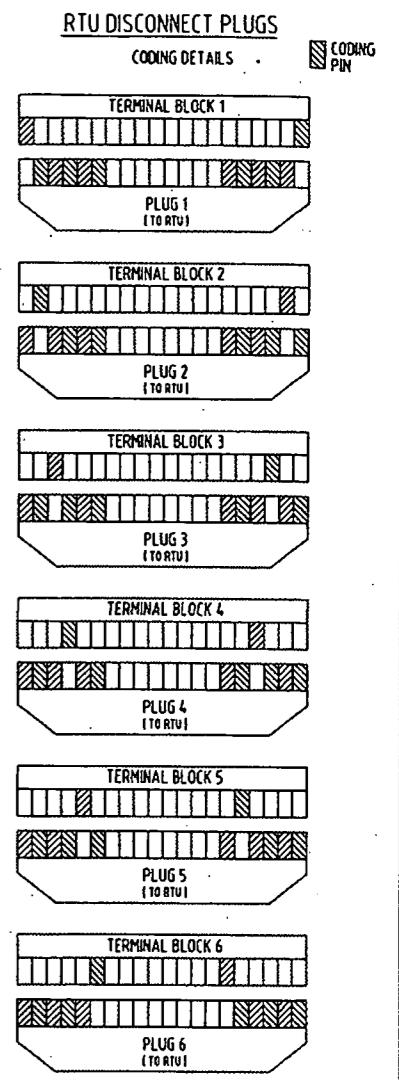 RTU DISCONNECT PLUGS
CODING DETAILS
CODING
PIN
TERMINAL BLOCK 1
PLUG 1
(TO RTU)
TERMINAL BLOCK 2
PLUG 2
(TO RTU)
TERMINAL BLOCK 3
PLUG 3
(TO RTU)
TERMINAL BLOCK 4
PLUG 4
(TO RTU)
TERMINAL BLOCK 5
PLUG 5
(TO RTU)
TERMINAL BLOCK 6
PLUG 6
(TO RTU)